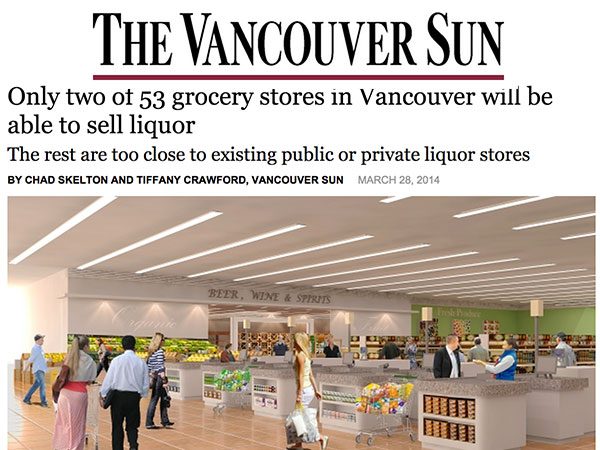 THE VANCOUVER SUN
Only two of 53 grocery stores in Vancouver will be
able to sell liquor
The rest are too close to existing public or private liquor stores
BY CHAD SKELTON AND TIFFANY CRAWFORD, VANCOUVER SUN MARCH 28, 2014
BEER, WINE & SPIRITS
Organic
Fresh Produce